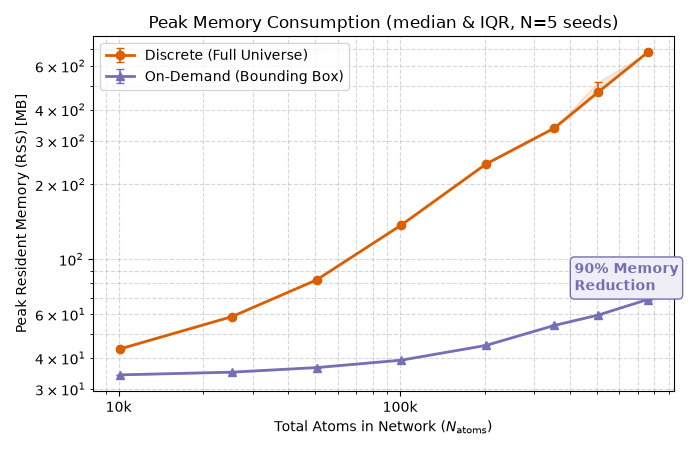 Peak Memory Consumption (median & IQR, N=5 seeds)
Discrete (Full Universe)
On-Demand (Bounding Box)
Peak Resident Memory (RSS) [MB]
6 × 10²
4 × 10²
3 × 10²
2 × 10²
10²
6 × 10¹
4 × 10¹
3 × 10¹
90% Memory
Reduction
10k
100k
Total Atoms in Network (N_atoms)